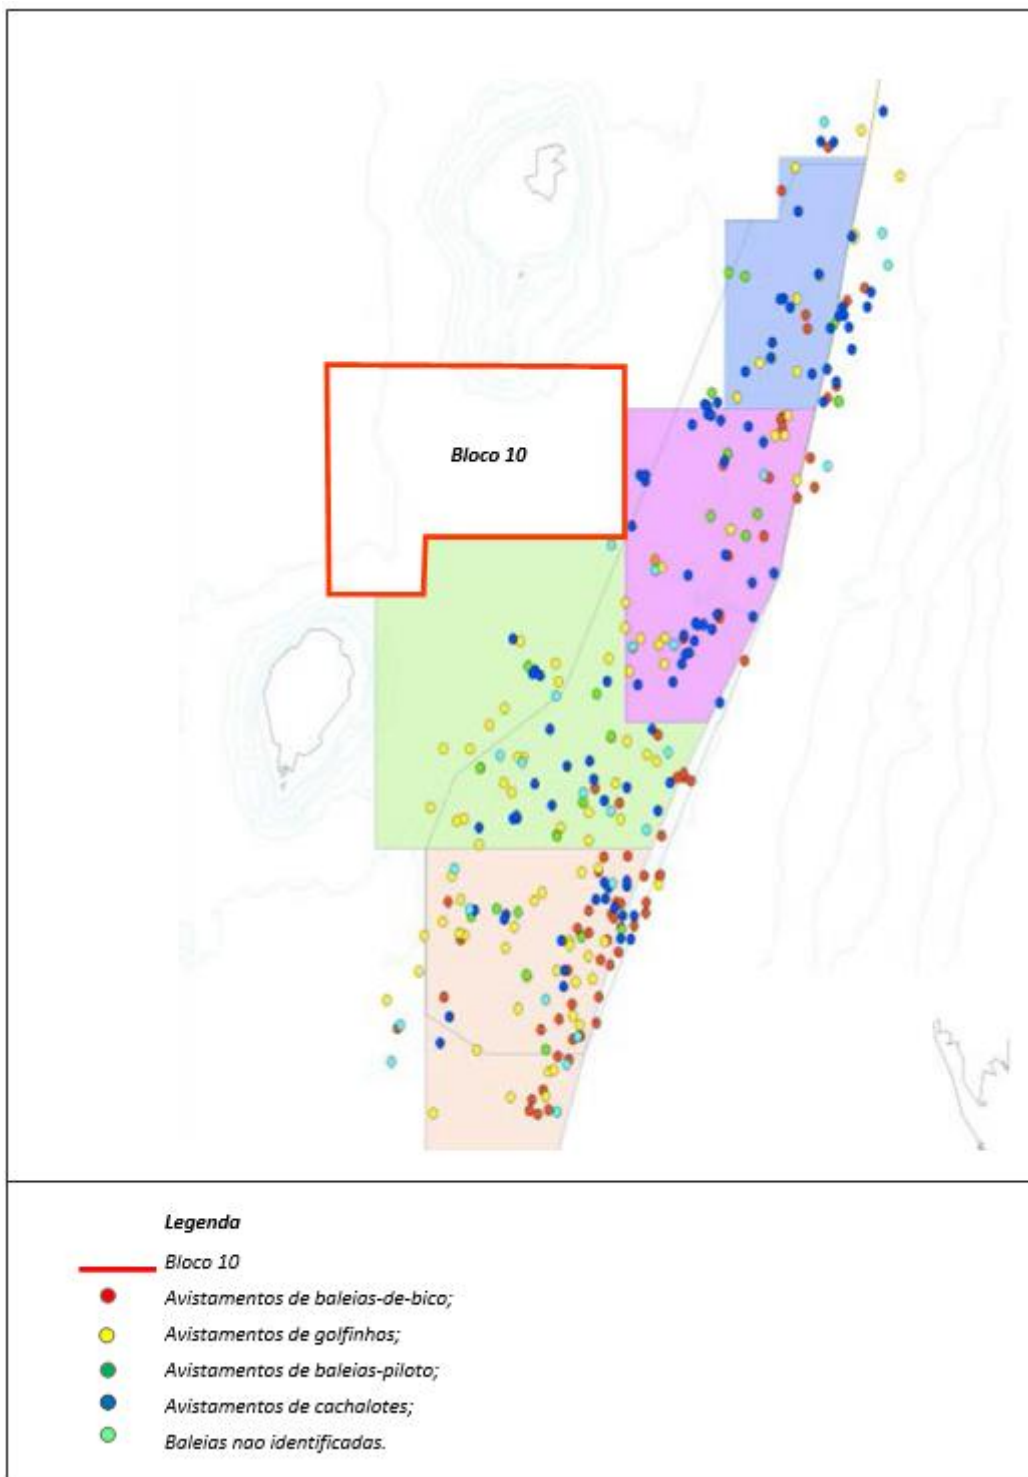 Bloco 10
Legenda
Bloco 10
Avistamentos de baleias-de-bico;
Avistamentos de golfinhos;
Avistamentos de baleias-piloto;
Avistamentos de cachalotes;
Baleias nao identificadas.